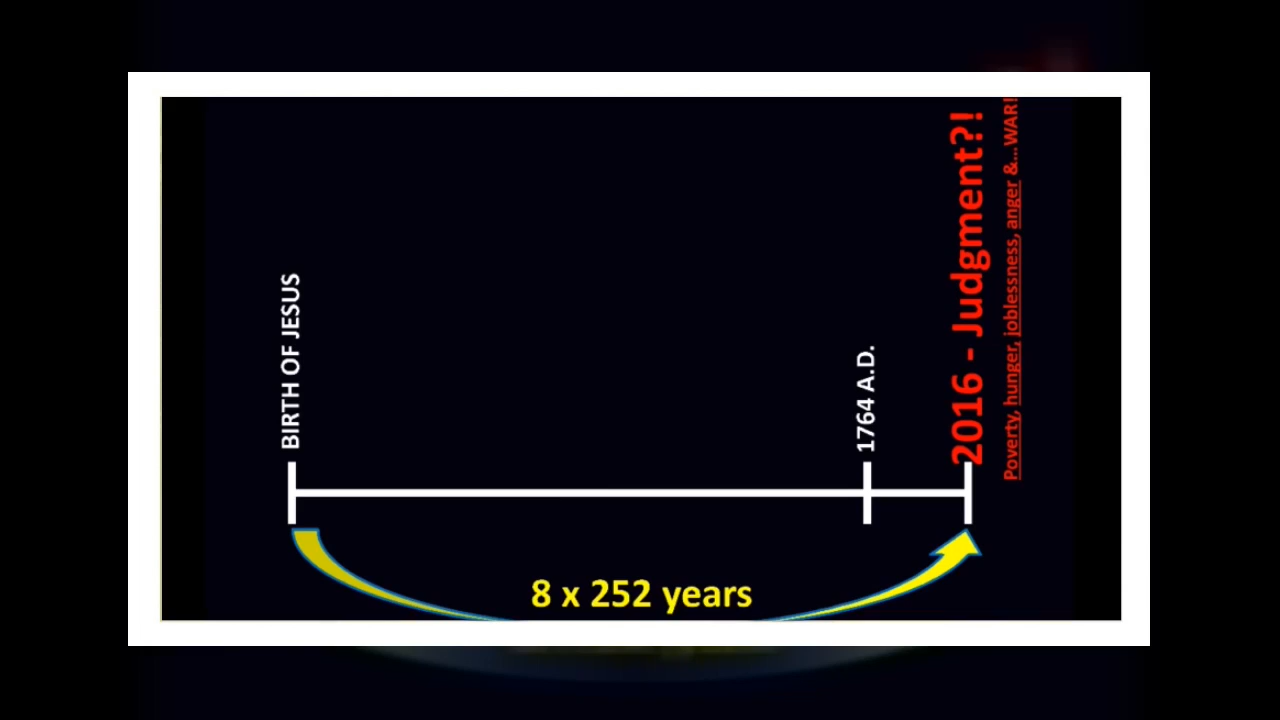 BIRTH OF JESUS
1764 A.D.
2016 - Judgment?!
Poverty, hunger, joblessness, anger &...WAR!
8 x 252 years